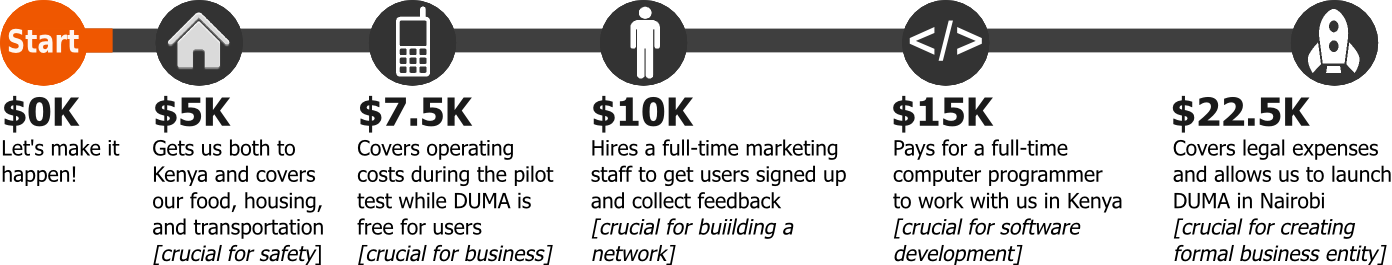 Start
</>
$0K
Let's make it
happen!
$5K
Gets us both to
Kenya and covers
our food, housing,
and transportation
[crucial for safety]
$7.5K
Covers operating
costs during the pilot
test while DUMA is
free for users
[crucial for business]
$10K
Hires a full-time marketing
staff to get users signed up
and collect feedback
[crucial for buiilding a
network]
$15K
Pays for a full-time
computer programmer
to work with us in Kenya
[crucial for software
development]
$22.5K
Covers legal expenses
and allows us to launch
DUMA in Nairobi
[crucial for creating
formal business entity]